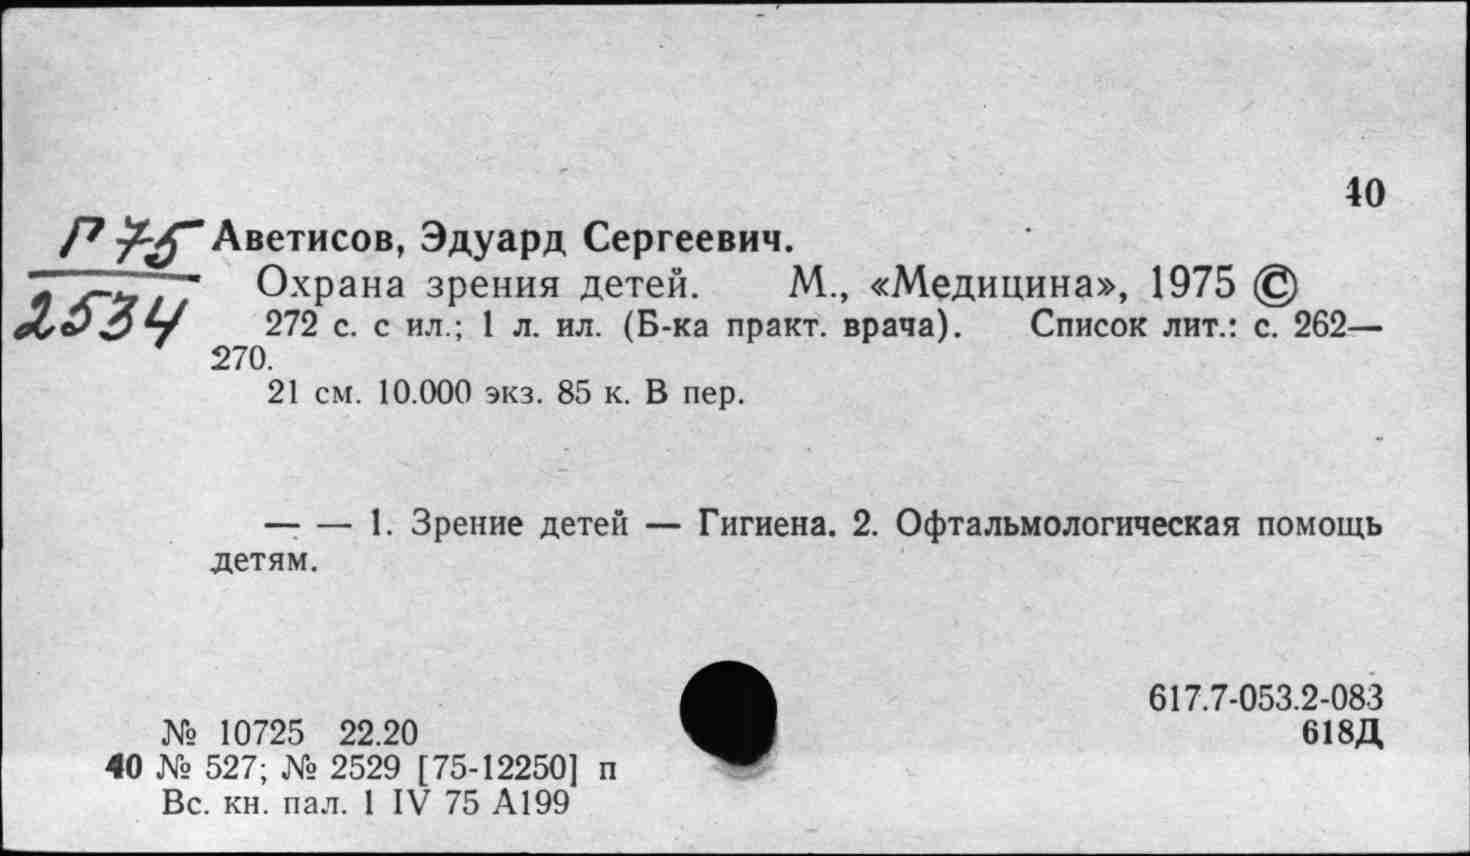 40
Р 75 Аветисов, Эдуард Сергеевич.
2534 Охрана зрения детей. М., «Медицина», 1975 ©
272 с. с ил.; 1 л. ил. (Б-ка практ. врача). Список лит.: с. 262—
270.
21 см. 10.000 экз. 85 к. В пер.
— — 1. Зрение детей — Гигиена. 2. Офтальмологическая помощь
детям.
617.7-053.2-083
№ 10725 22.20 618Д
40 № 527; № 2529 [75-12250] п
Вс. кн. пал. 1 IV 75 А199